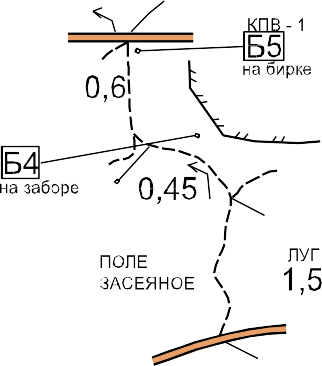 КПВ - 1
Б5
на бирке
0,6
Б4
на заборе
0,45
ЛУГ
1,5
ПОЛЕ
ЗАСЕЯНОЕ